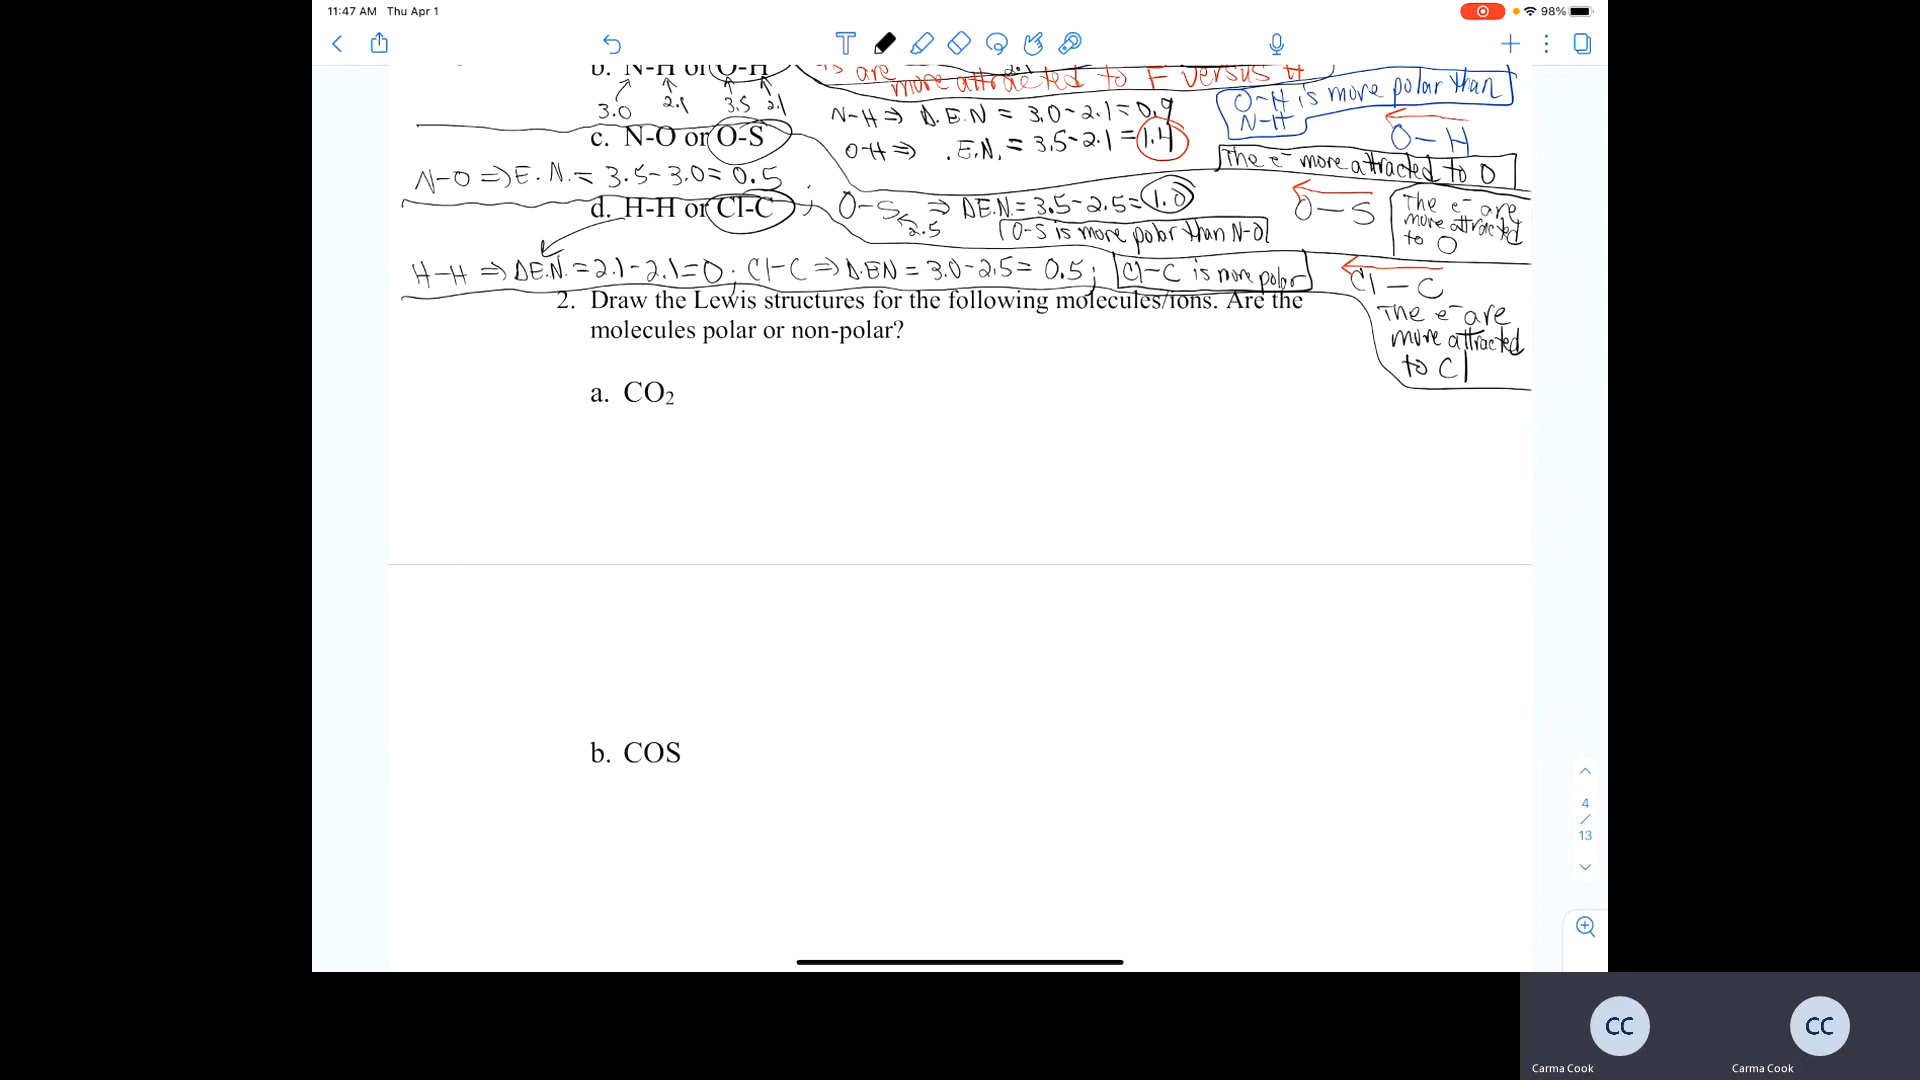 11:47 AM Thu Apr 1
98%
b. N-H or O-H
3.0 2.1 3.5 2.1
are
more attracted to F versus H
N-H ⇒ Δ.E.N = 3.0-2.1=0.9
O-H is more polar than
N-H
c. N-O or O-S
O-H ⇒ .E.N. = 3.5-2.1=1.4
O-H
The e⁻ more attracted to O
N-O ⇒ E.N.= 3.5-3.0= 0.5
d. H-H or Cl-C ; O-S ⇒ ΔE.N.= 3.5-2.5= 1.0
2.5
O-S is more polar than N-O
O-S
The e⁻ are
more attracted
to O
H-H ⇒ ΔE.N.=2.1-2.1=0; Cl-C ⇒ Δ.EN = 3.0-2.5= 0.5; Cl-C is more polar
Cl-C
The e⁻ are
more attracted
to Cl
2. Draw the Lewis structures for the following molecules/ions. Are the
molecules polar or non-polar?
a. CO₂
b. COS
4
/
13
CC CC
Carma Cook Carma Cook